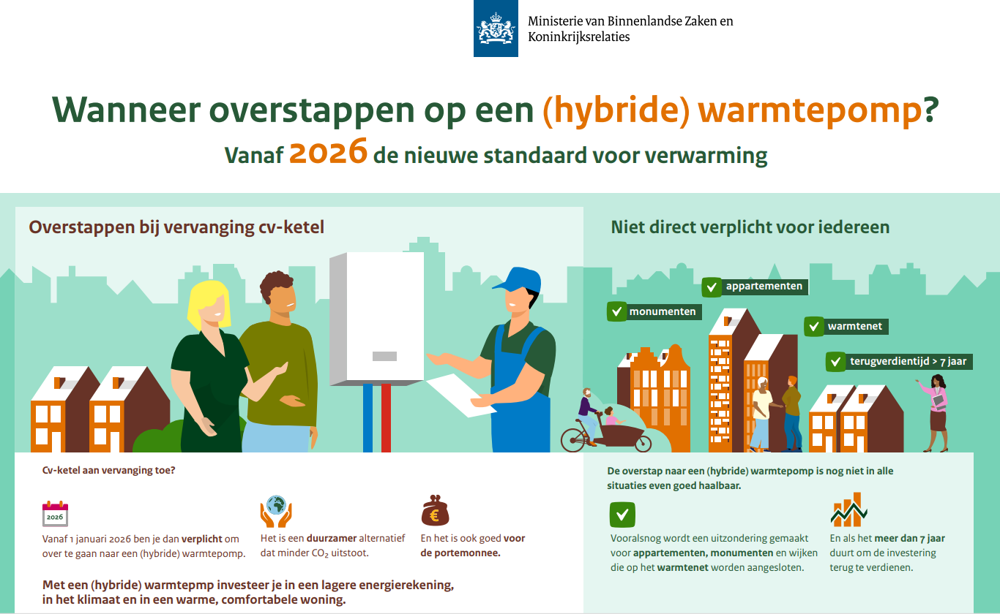 Ministerie van Binnenlandse Zaken en
Koninkrijksrelaties
Wanneer overstappen op een (hybride) warmtepomp?
Vanaf 2026 de nieuwe standaard voor verwarming
Overstappen bij vervanging cv-ketel
Niet direct verplicht voor iedereen
appartementen
monumenten
warmtenet
terugverdientijd > 7 jaar
Cv-ketel aan vervanging toe?
2026
Vanaf 1 januari 2026 ben je dan verplicht om
over te gaan naar een (hybride) warmtepomp.
Het is een duurzamer alternatief
dat minder CO₂ uitstoot.
€
En het is ook goed voor
de portemonnee.
Met een (hybride) warmtepmp investeer je in een lagere energierekening,
in het klimaat en in een warme, comfortabele woning.
De overstap naar een (hybride) warmtepomp is nog niet in alle
situaties even goed haalbaar.
Vooralsnog wordt een uitzondering gemaakt
voor appartementen, monumenten en wijken
die op het warmtenet worden aangesloten.
En als het meer dan 7 jaar
duurt om de investering
terug te verdienen.